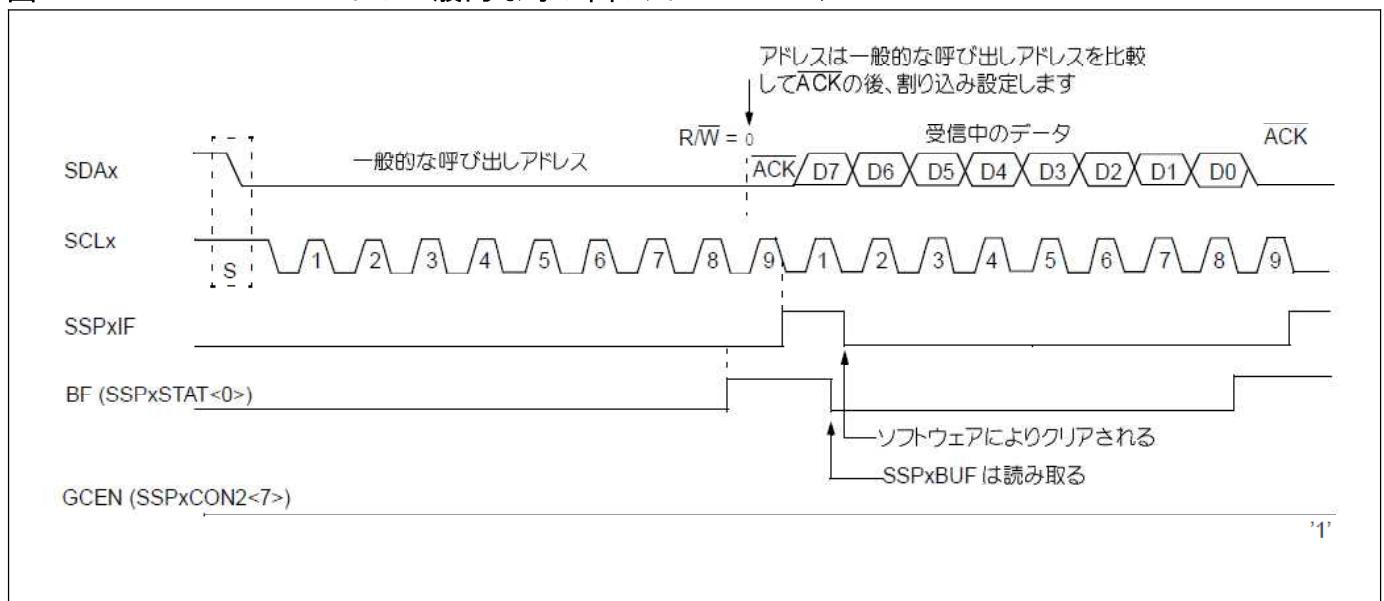 アドレスは一般的な呼び出しアドレスを比較
してACKの後、割り込み設定します
R/W = 0
受信中のデータ
ACK
SDAx
一般的な呼び出しアドレス
ACK D7 D6 D5 D4 D3 D2 D1 D0
SCLx
S
1 2 3 4 5 6 7 8 9 1 2 3 4 5 6 7 8 9
SSPxIF
BF (SSPxSTAT<0>)
ソフトウェアによりクリアされる
SSPxBUF は読み取る
GCEN (SSPxCON2<7>)
'1'